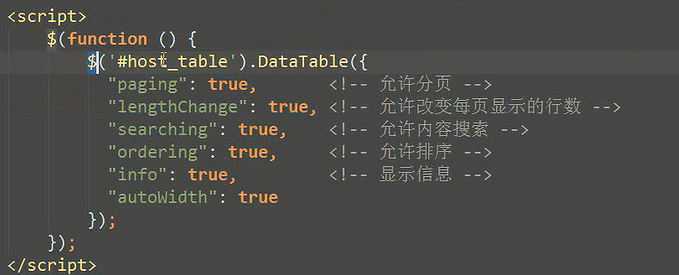 <script>
$(function () {
$('#host_table').DataTable({
"paging": true, <!-- 允许分页 -->
"lengthChange": true, <!-- 允许改变每页显示的行数 -->
"searching": true, <!-- 允许内容搜索 -->
"ordering": true, <!-- 允许排序 -->
"info": true, <!-- 显示信息 -->
"autoWidth": true
});
});
</script>